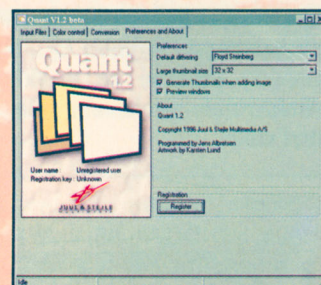 Quant V1.2 beta
Input Files Color control Conversion Preferences and About
Quant
1.2
User name : Unregistered user
Registration key : Unknown
JUUL & STEJLE
Preferences
Default dithering Floyd Steinberg
Large thumbnail size 32 x 32
Generate Thumbnails when adding image
Preview windows
About
Quant 1.2
Copyright 1996 Juul & Stejle Multimedia A/S
Programmed by Jens Albretsen
Artwork by Karsten Lund
Registration
Register
Idle